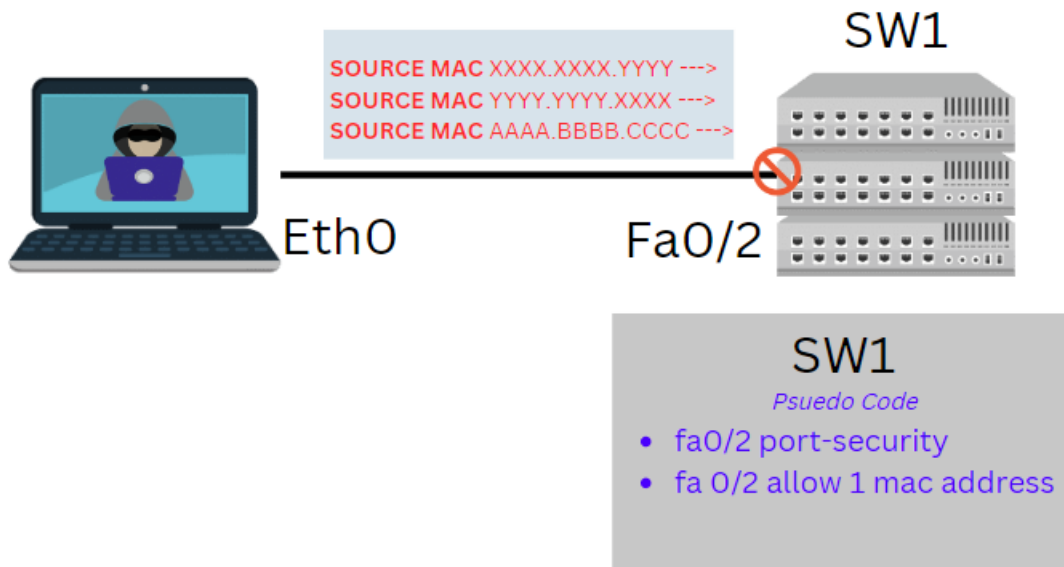 SW1
SOURCE MAC XXXX.XXXX.YYYY --->
SOURCE MAC YYYY.YYYY.XXXX --->
SOURCE MAC AAAA.BBBB.CCCC --->
Eth0
Fa0/2
SW1
Psuedo Code
• fa0/2 port-security
• fa 0/2 allow 1 mac address